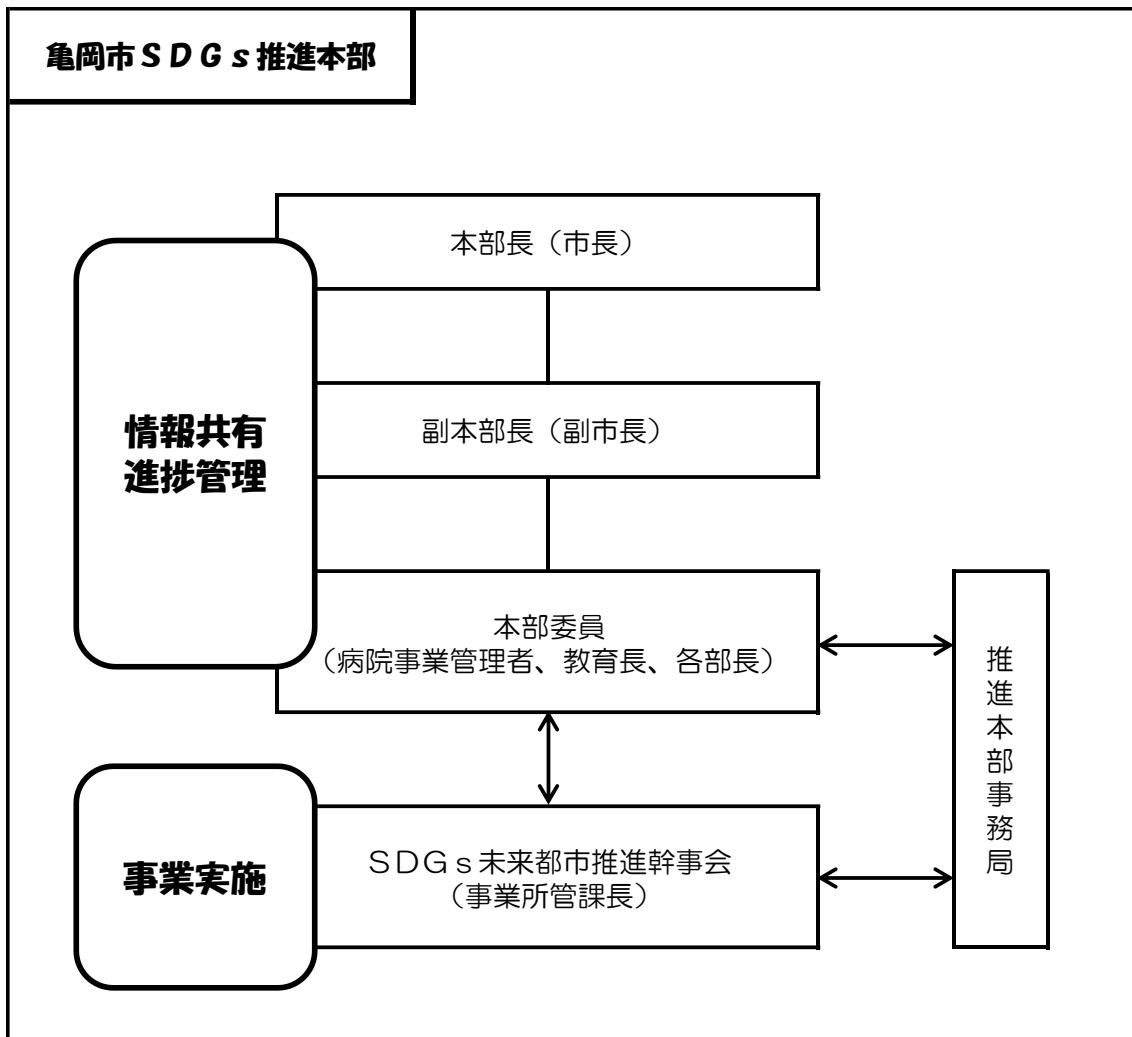 亀岡市ＳＤＧｓ推進本部
本部長（市長）
情報共有
進捗管理
副本部長（副市長）
本部委員
（病院事業管理者、教育長、各部長）
推進本部事務局
事業実施
ＳＤＧｓ未来都市推進幹事会
（事業所管課長）